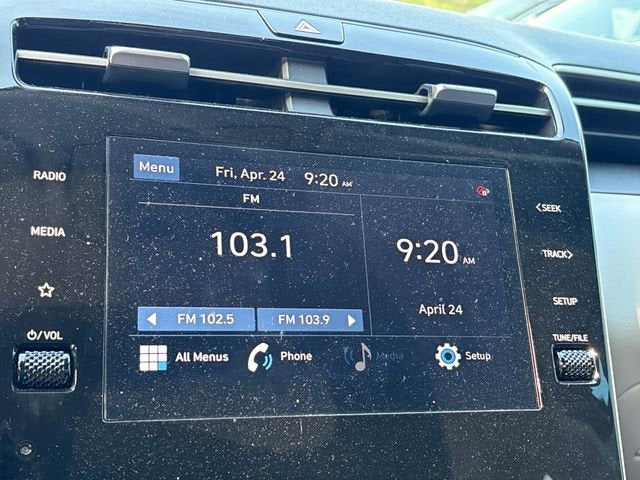 Menu Fri, Apr. 24 9:20 AM
FM
103.1
9:20 AM
April 24
FM 102.5 FM 103.9
All Menus Phone Media Setup
RADIO
MEDIA
/VOL
SEEK
TRACK
SETUP
TUNE/FILE